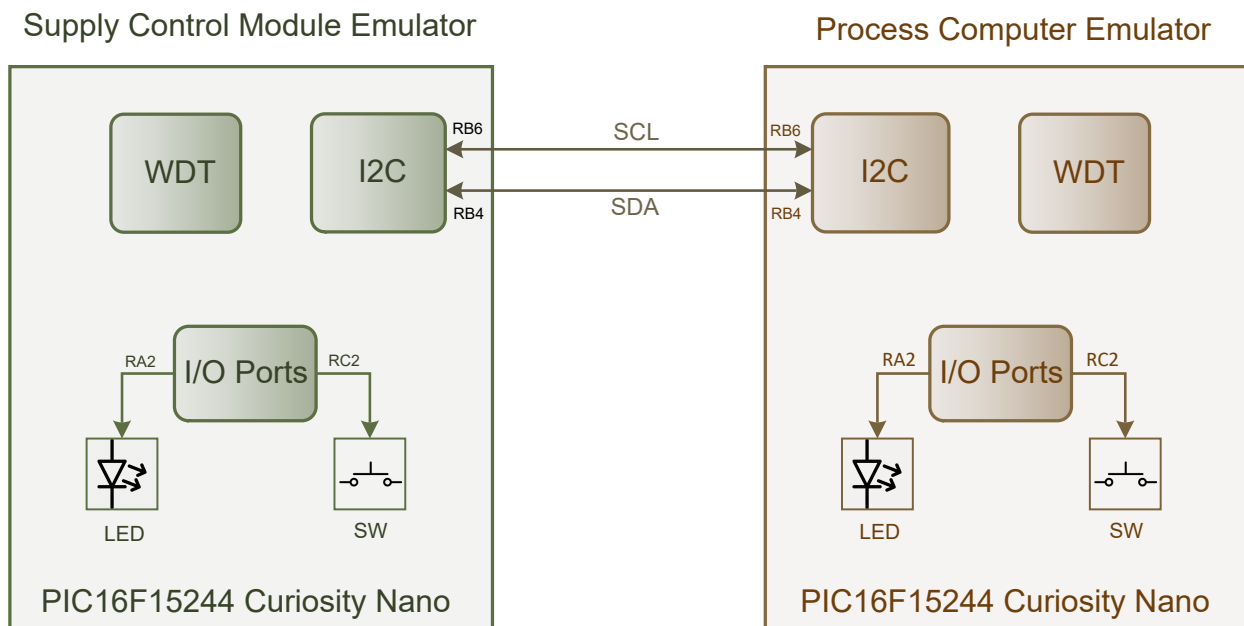 Supply Control Module Emulator
Process Computer Emulator
WDT
I2C
RB6
RB4
SCL
SDA
RB6
RB4
I2C
WDT
I/O Ports
RA2
RC2
LED
SW
I/O Ports
RA2
RC2
LED
SW
PIC16F15244 Curiosity Nano
PIC16F15244 Curiosity Nano